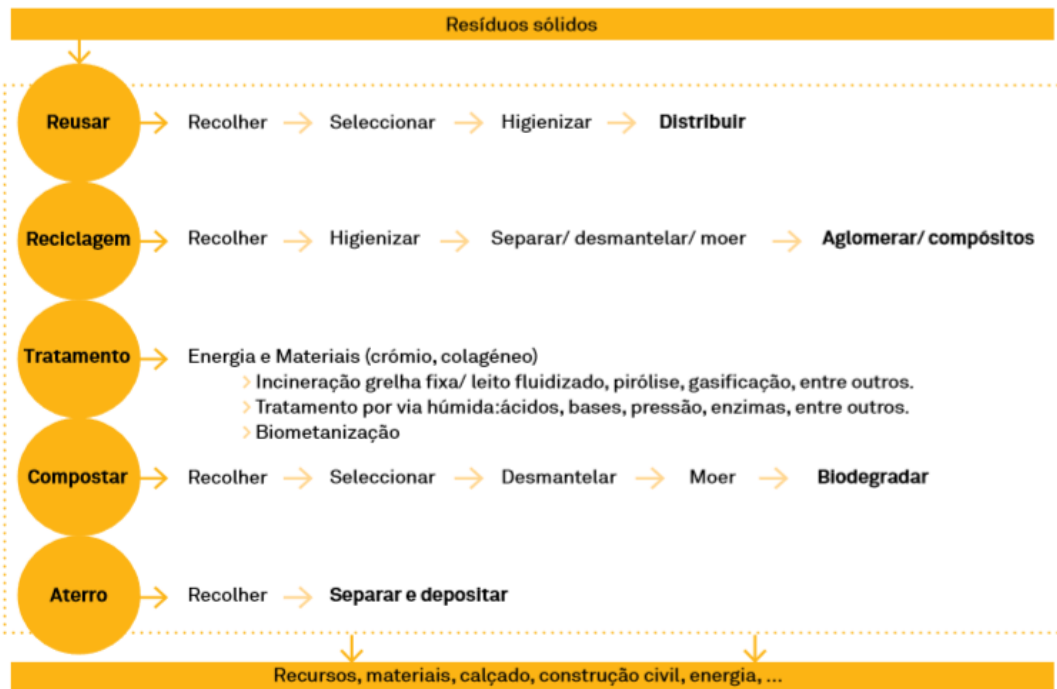 Resíduos sólidos
Reusar Recolher Seleccionar Higienizar Distribuir
Reciclagem Recolher Higienizar Separar/ desmantelar/ moer Aglomerar/ compósitos
Tratamento Energia e Materiais (crómio, colagéneo)
Incineração grelha fixa/ leito fluidizado, pirólise, gasificação, entre outros.
Tratamento por via húmida:ácidos, bases, pressão, enzimas, entre outros.
Biometanização
Compostar Recolher Seleccionar Desmantelar Moer Biodegradar
Aterro Recolher Separar e depositar
Recursos, materiais, calçado, construção civil, energia, ...